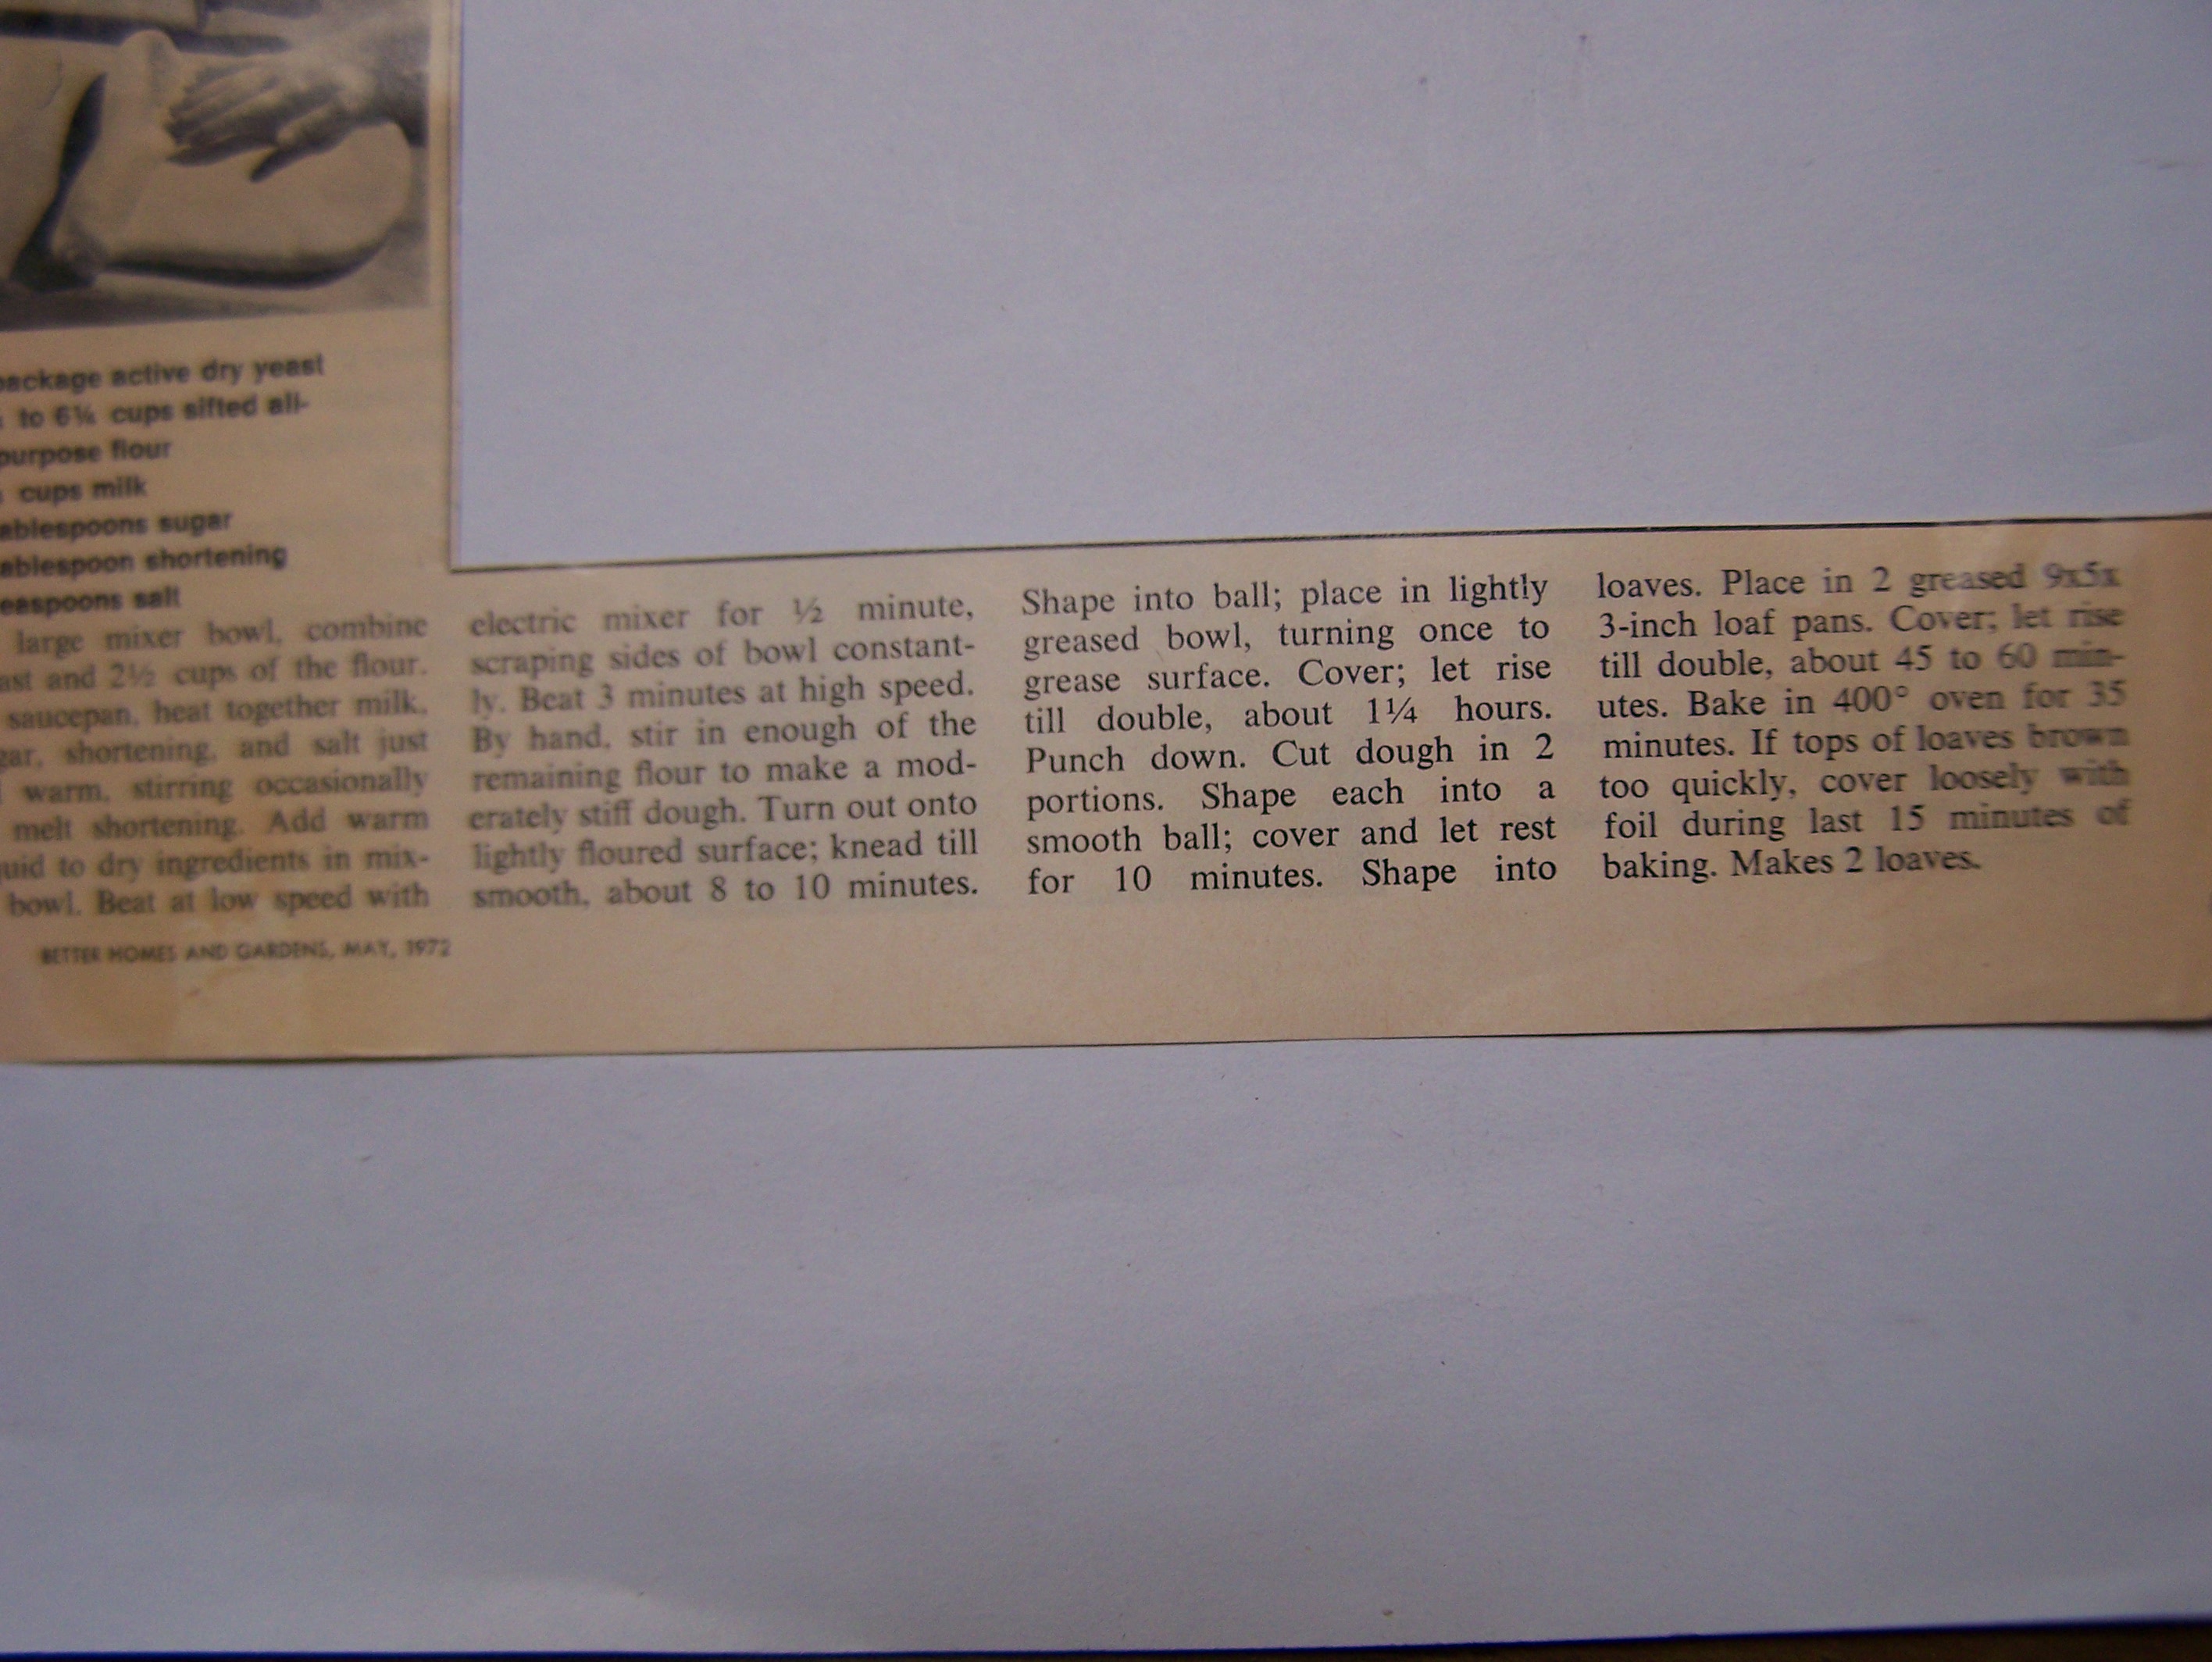 package active dry yeast
to 6¼ cups sifted all-
purpose flour
cups milk
ablespoons sugar
ablespoon shortening
easpoons salt
large mixer bowl, combine
ast and 2½ cups of the flour.
saucepan, heat together milk,
gar, shortening, and salt just
warm, stirring occasionally
melt shortening. Add warm
quid to dry ingredients in mix-
bowl. Beat at low speed with
electric mixer for ½ minute,
scraping sides of bowl constant-
ly. Beat 3 minutes at high speed.
By hand, stir in enough of the
remaining flour to make a mod-
erately stiff dough. Turn out onto
lightly floured surface; knead till
smooth, about 8 to 10 minutes.
Shape into ball; place in lightly
greased bowl, turning once to
grease surface. Cover; let rise
till double, about 1¼ hours.
Punch down. Cut dough in 2
portions. Shape each into a
smooth ball; cover and let rest
for 10 minutes. Shape into
loaves. Place in 2 greased 9x5x
3-inch loaf pans. Cover; let rise
till double, about 45 to 60 min-
utes. Bake in 400° oven for 35
minutes. If tops of loaves brown
too quickly, cover loosely with
foil during last 15 minutes of
baking. Makes 2 loaves.
BETTER HOMES AND GARDENS, MAY, 1972